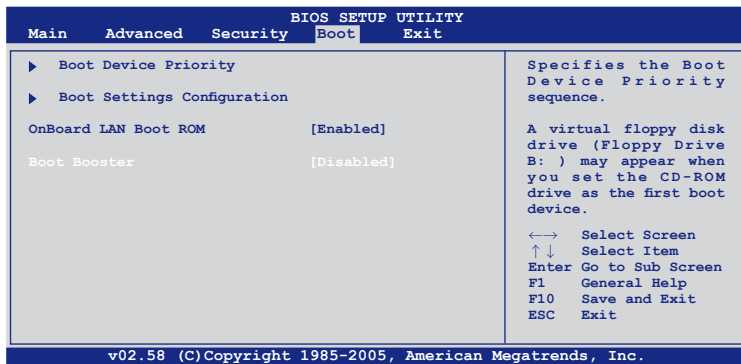 BIOS SETUP UTILITY
Main Advanced Security Boot Exit
Boot Device Priority
Boot Settings Configuration
OnBoard LAN Boot ROM [Enabled]
Boot Booster [Disabled]
Specifies the Boot
Device Priority
sequence.
A virtual floppy disk
drive (Floppy Drive
B: ) may appear when
you set the CD-ROM
drive as the first boot
device.
←→ Select Screen
↑↓ Select Item
Enter Go to Sub Screen
F1 General Help
F10 Save and Exit
ESC Exit
v02.58 (C)Copyright 1985-2005, American Megatrends, Inc.